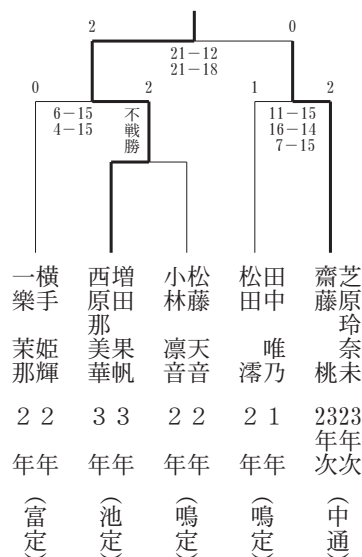 2 0
21−12
21−18
0 2 1 2
6−15
4−15
不戦勝
11−15
16−14
7−15
横手 姫輝 2年
一樂 茉那 2年
(富定)
増田 果帆 3年
西原那美華 3年
(池定)
松藤 天音 2年
小林 凛音 2年
(鳴定)
田中 唯乃 1年
松田 澪 2年
(鳴定)
芝原玲奈未 23年次
齋藤 桃 23年次
(中通)